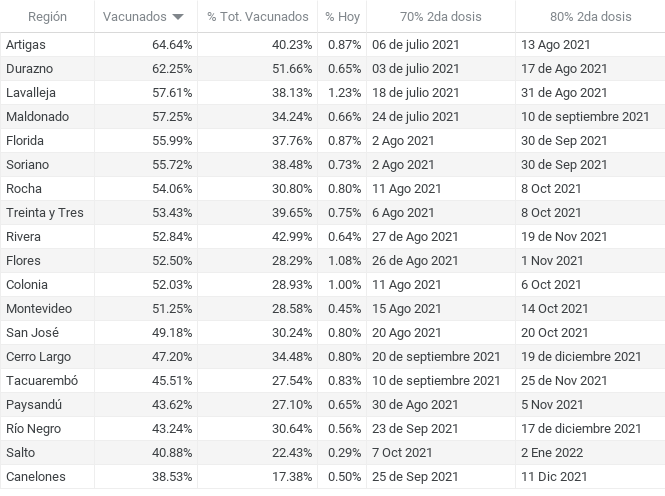 Región Vacunados % Tot. Vacunados % Hoy 70% 2da dosis 80% 2da dosis
Artigas 64.64% 40.23% 0.87% 06 de julio 2021 13 Ago 2021
Durazno 62.25% 51.66% 0.65% 03 de julio 2021 17 de Ago 2021
Lavalleja 57.61% 38.13% 1.23% 18 de julio 2021 31 de Ago 2021
Maldonado 57.25% 34.24% 0.66% 24 de julio 2021 10 de septiembre 2021
Florida 55.99% 37.76% 0.87% 2 Ago 2021 30 de Sep 2021
Soriano 55.72% 38.48% 0.73% 2 Ago 2021 30 de Sep 2021
Rocha 54.06% 30.80% 0.80% 11 Ago 2021 8 Oct 2021
Treinta y Tres 53.43% 39.65% 0.75% 6 Ago 2021 8 Oct 2021
Rivera 52.84% 42.99% 0.64% 27 de Ago 2021 19 de Nov 2021
Flores 52.50% 28.29% 1.08% 26 de Ago 2021 1 Nov 2021
Colonia 52.03% 28.93% 1.00% 11 Ago 2021 6 Oct 2021
Montevideo 51.25% 28.58% 0.45% 15 Ago 2021 14 Oct 2021
San José 49.18% 30.24% 0.80% 20 Ago 2021 20 Oct 2021
Cerro Largo 47.20% 34.48% 0.80% 20 de septiembre 2021 19 de diciembre 2021
Tacuarembó 45.51% 27.54% 0.83% 10 de septiembre 2021 25 de Nov 2021
Paysandú 43.62% 27.10% 0.65% 30 de Ago 2021 5 Nov 2021
Río Negro 43.24% 30.64% 0.56% 23 de Sep 2021 17 de diciembre 2021
Salto 40.88% 22.43% 0.29% 7 Oct 2021 2 Ene 2022
Canelones 38.53% 17.38% 0.50% 25 de Sep 2021 11 Dic 2021